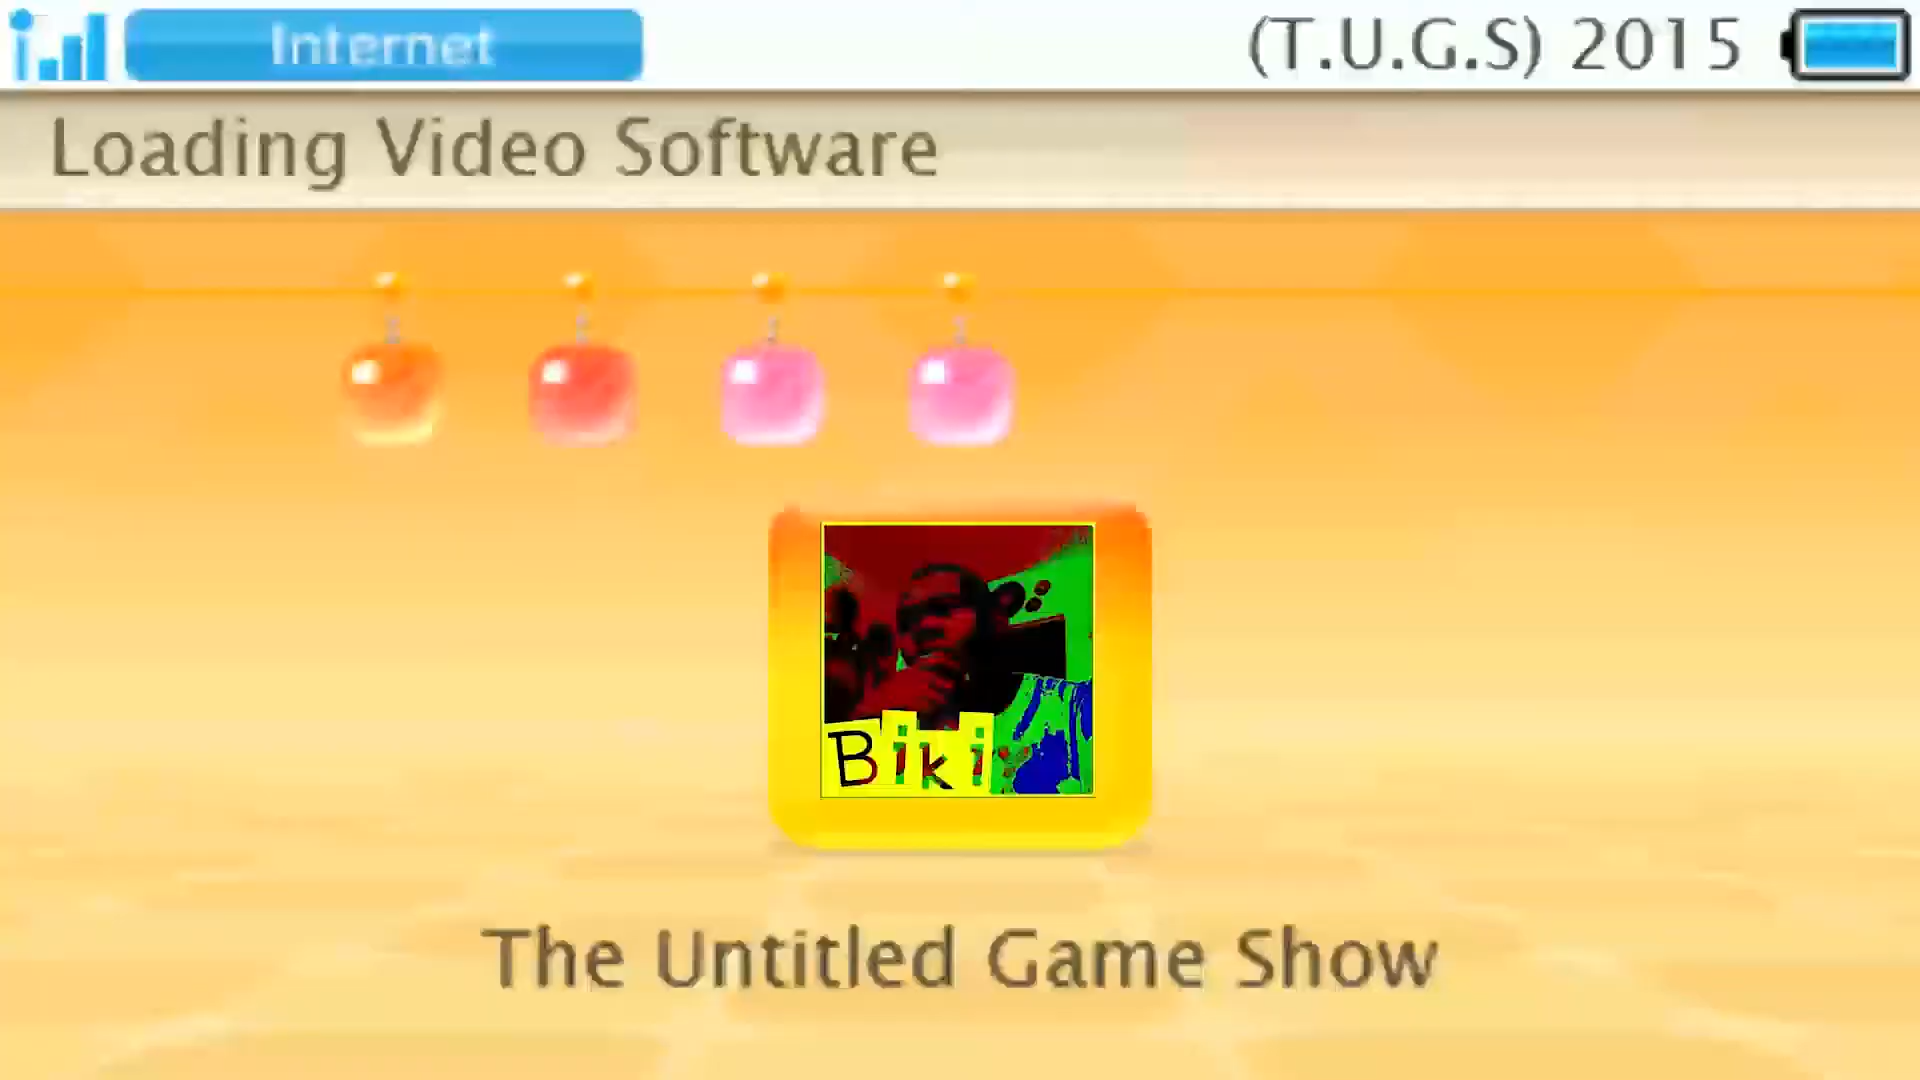 Internet
(T.U.G.S) 2015
Loading Video Software
Biki
The Untitled Game Show